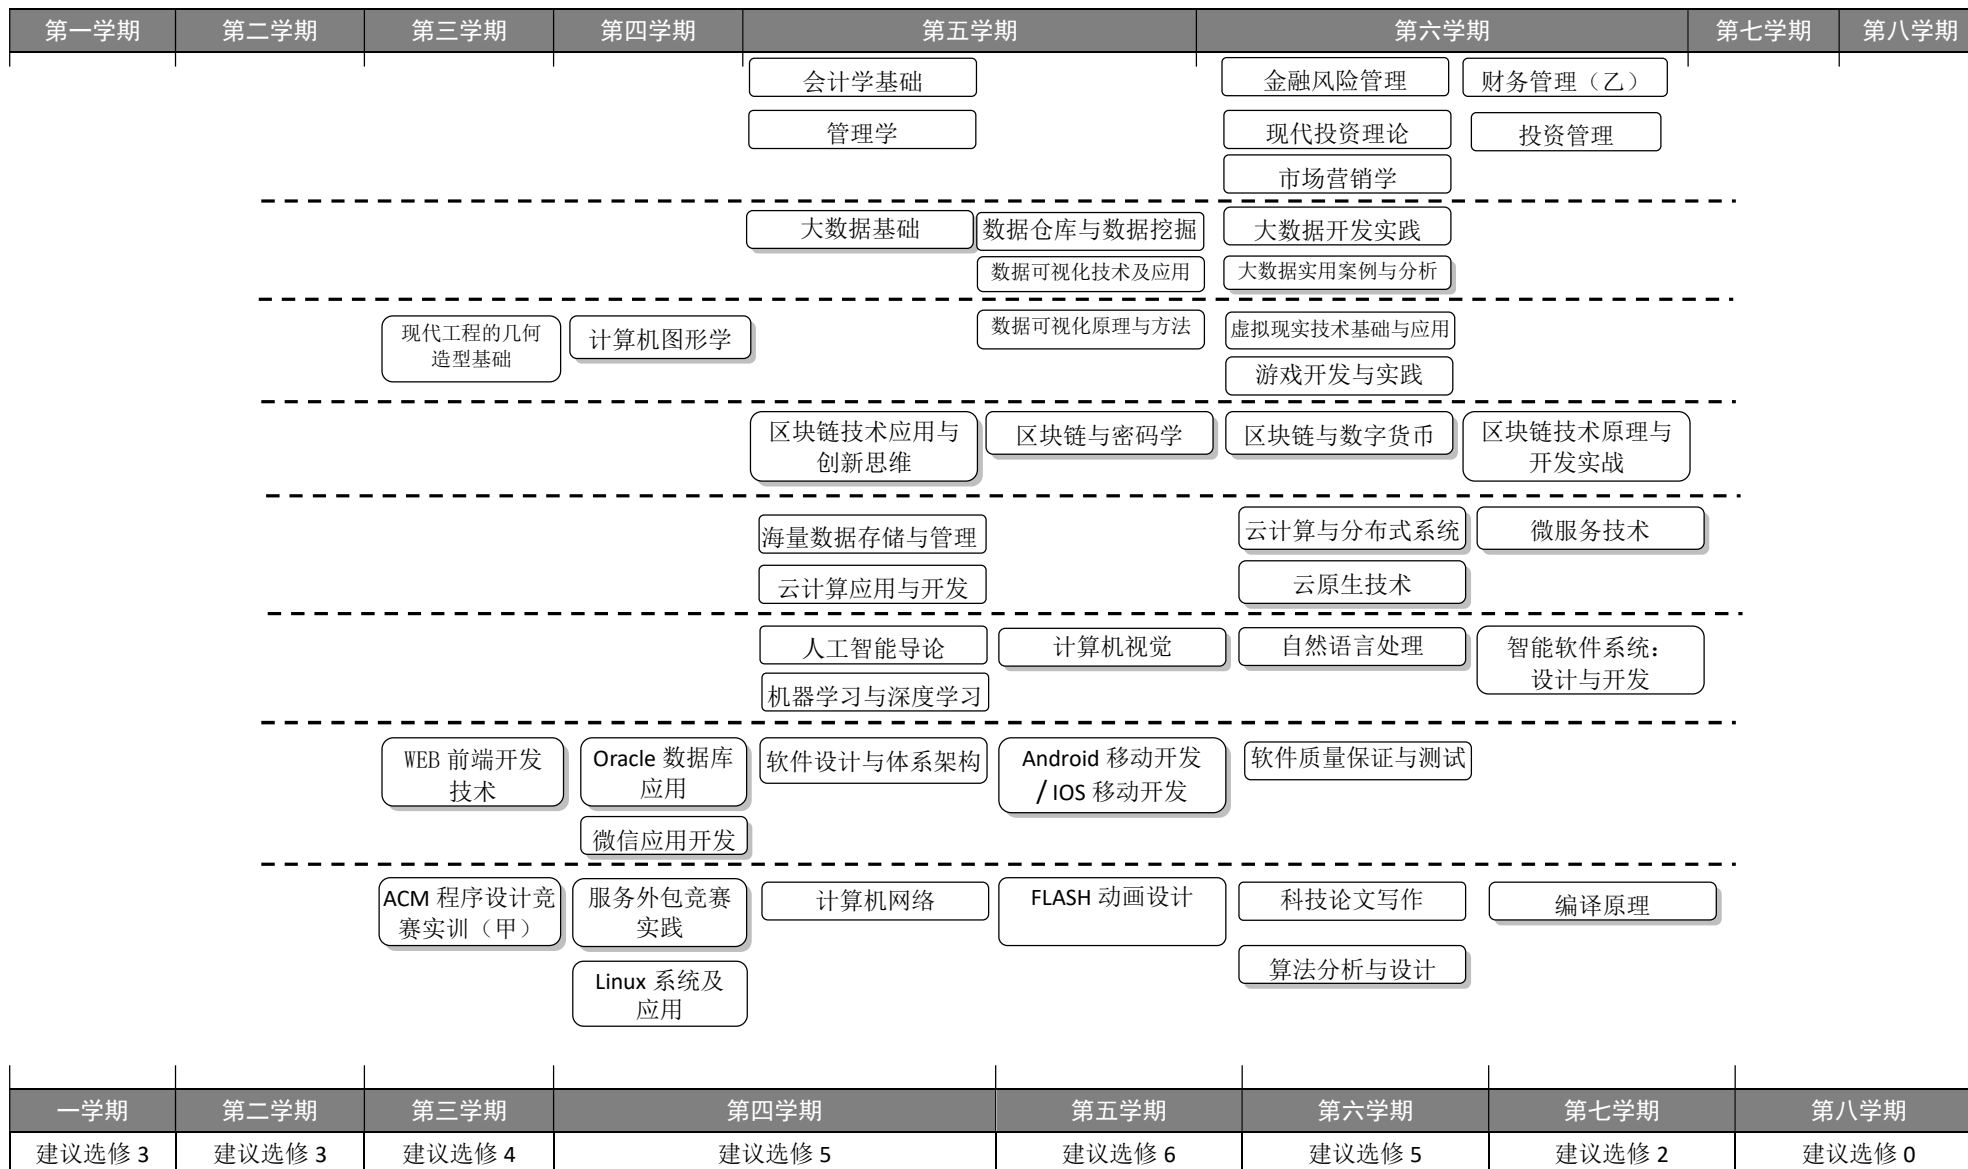 第一学期 第二学期 第三学期 第四学期 第五学期 第六学期 第七学期 第八学期
会计学基础 金融风险管理 财务管理（乙）
管理学 现代投资理论 投资管理
市场营销学
大数据基础 数据仓库与数据挖掘 大数据开发实践
数据可视化技术及应用 大数据实用案例与分析
现代工程的几何
造型基础
计算机图形学
数据可视化原理与方法 虚拟现实技术基础与应用
游戏开发与实践
区块链技术应用与
创新思维
区块链与密码学 区块链与数字货币
区块链技术原理与
开发实战
海量数据存储与管理 云计算与分布式系统 微服务技术
云计算应用与开发 云原生技术
人工智能导论 计算机视觉 自然语言处理
智能软件系统：
设计与开发
机器学习与深度学习
WEB 前端开发
技术
Oracle 数据库
应用
软件设计与体系架构
Android 移动开发
/ IOS 移动开发
软件质量保证与测试
微信应用开发
ACM 程序设计竞
赛实训（甲）
服务外包竞赛
实践
计算机网络 FLASH 动画设计 科技论文写作 编译原理
Linux 系统及
应用
算法分析与设计
一学期 第二学期 第三学期 第四学期 第五学期 第六学期 第七学期 第八学期
建议选修 3 建议选修 3 建议选修 4 建议选修 5 建议选修 6 建议选修 5 建议选修 2 建议选修 0